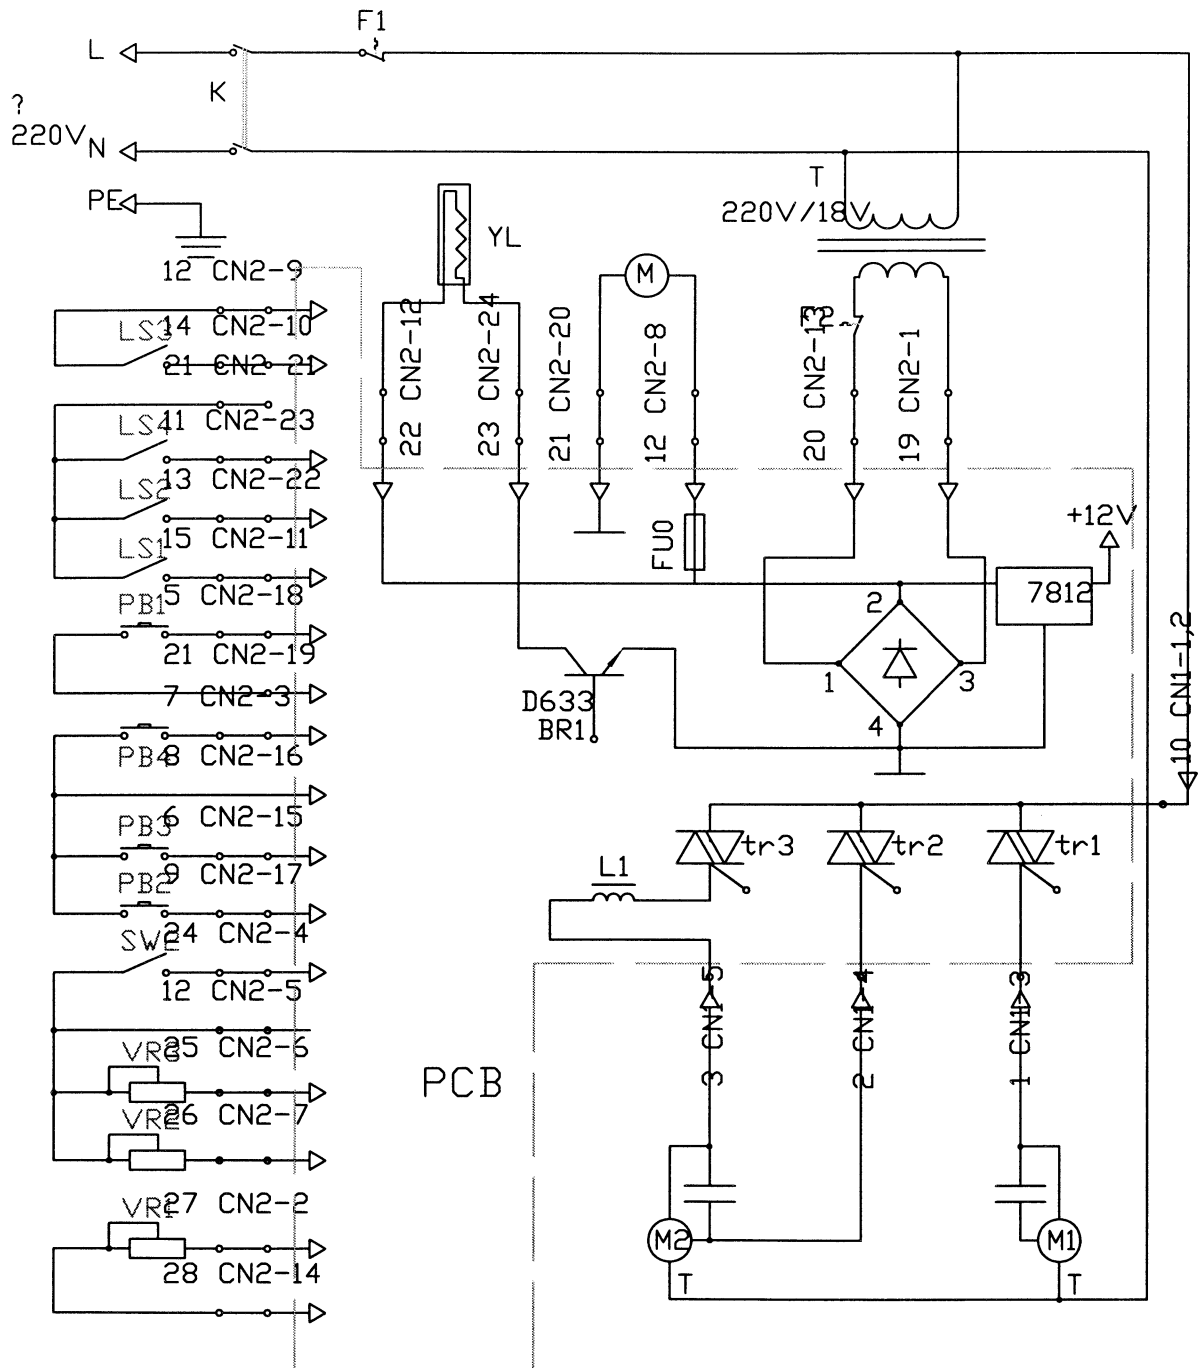 F1
L
K
?
220V N
PE
T
220V/18V
YL
M
12 CN2-9
14 CN2-10
LS3
21 CN2-21
11 CN2-23
LS4
13 CN2-22
LS2
15 CN2-11
LS1
5 CN2-18
PB1
21 CN2-19
7 CN2-3
8 CN2-16
PB4
6 CN2-15
PB3
9 CN2-17
PB2
24 CN2-4
SW2
12 CN2-5
25 CN2-6
VR3
26 CN2-7
VR2
27 CN2-2
VR1
28 CN2-14
22 CN2-12
23 CN2-24
21 CN2-20
12 CN2-8
F2
20 CN2-13
19 CN2-1
FU0
+12V
7812
2
1
3
4
D633
BR1
10 CN1-1,2
tr3
tr2
tr1
L1
3 CN1-5
2 CN1-4
1 CN1-3
PCB
M2
M1
T
T